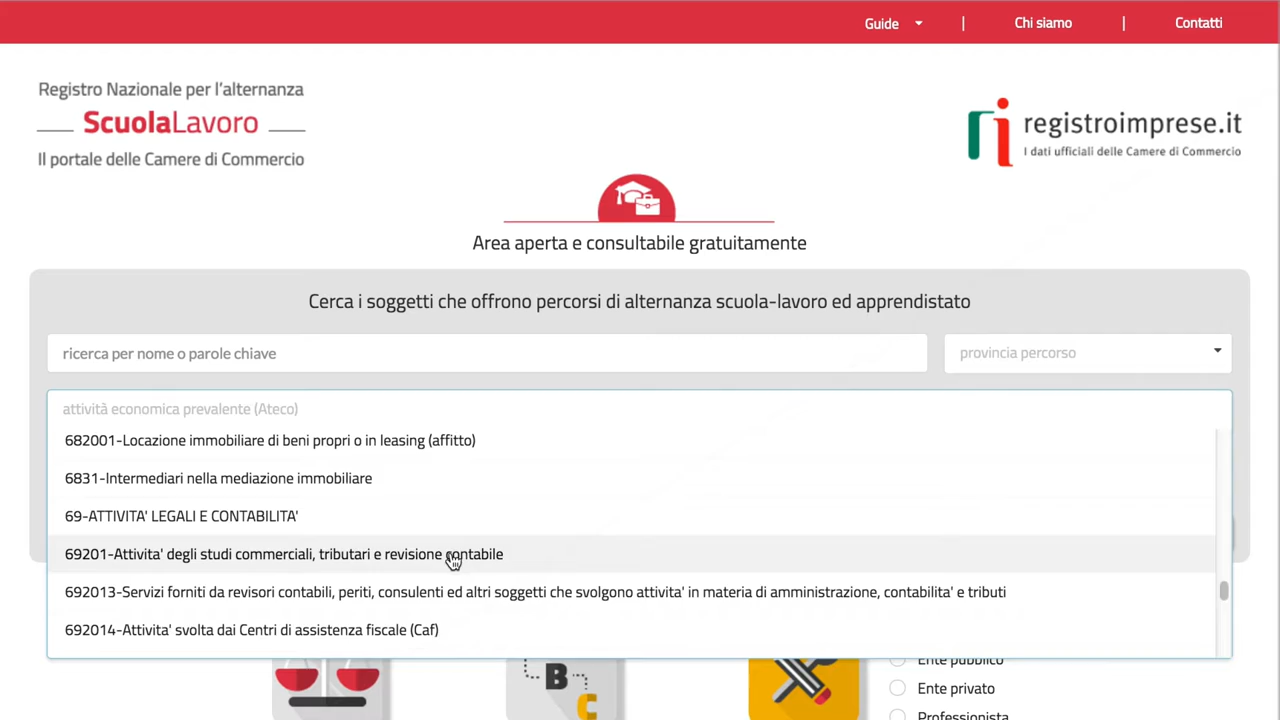 Guide | Chi siamo | Contatti
Registro Nazionale per l'alternanza
ScuolaLavoro
Il portale delle Camere di Commercio
ri registroimprese.it
I dati ufficiali delle Camere di Commercio
Area aperta e consultabile gratuitamente
Cerca i soggetti che offrono percorsi di alternanza scuola-lavoro ed apprendistato
ricerca per nome o parole chiave
provincia percorso
attività economica prevalente (Ateco)
682001-Locazione immobiliare di beni propri o in leasing (affitto)
6831-Intermediari nella mediazione immobiliare
69-ATTIVITA' LEGALI E CONTABILITA'
69201-Attivita' degli studi commerciali, tributari e revisione contabile
692013-Servizi forniti da revisori contabili, periti, consulenti ed altri soggetti che svolgono attivita' in materia di amministrazione, contabilita' e tributi
692014-Attivita' svolta dai Centri di assistenza fiscale (Caf)
B
C
Ente pubblico
Ente privato
Professionista